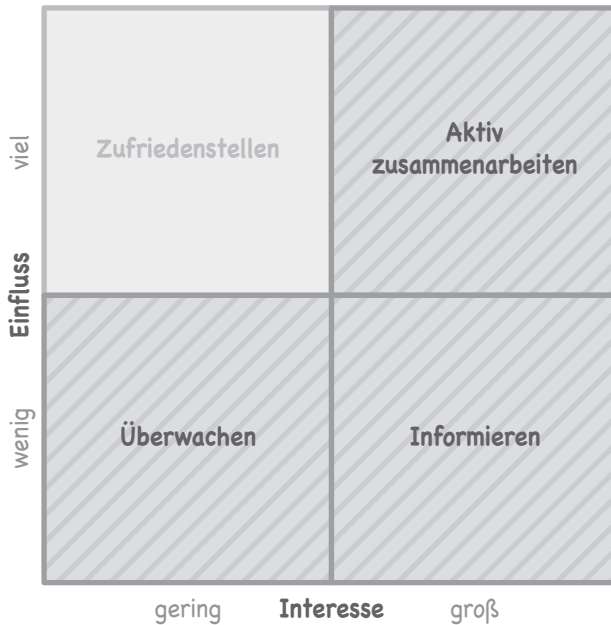 viel
Zufriedenstellen
Aktiv
zusammenarbeiten
Einfluss
wenig
Überwachen
Informieren
gering
Interesse
groß